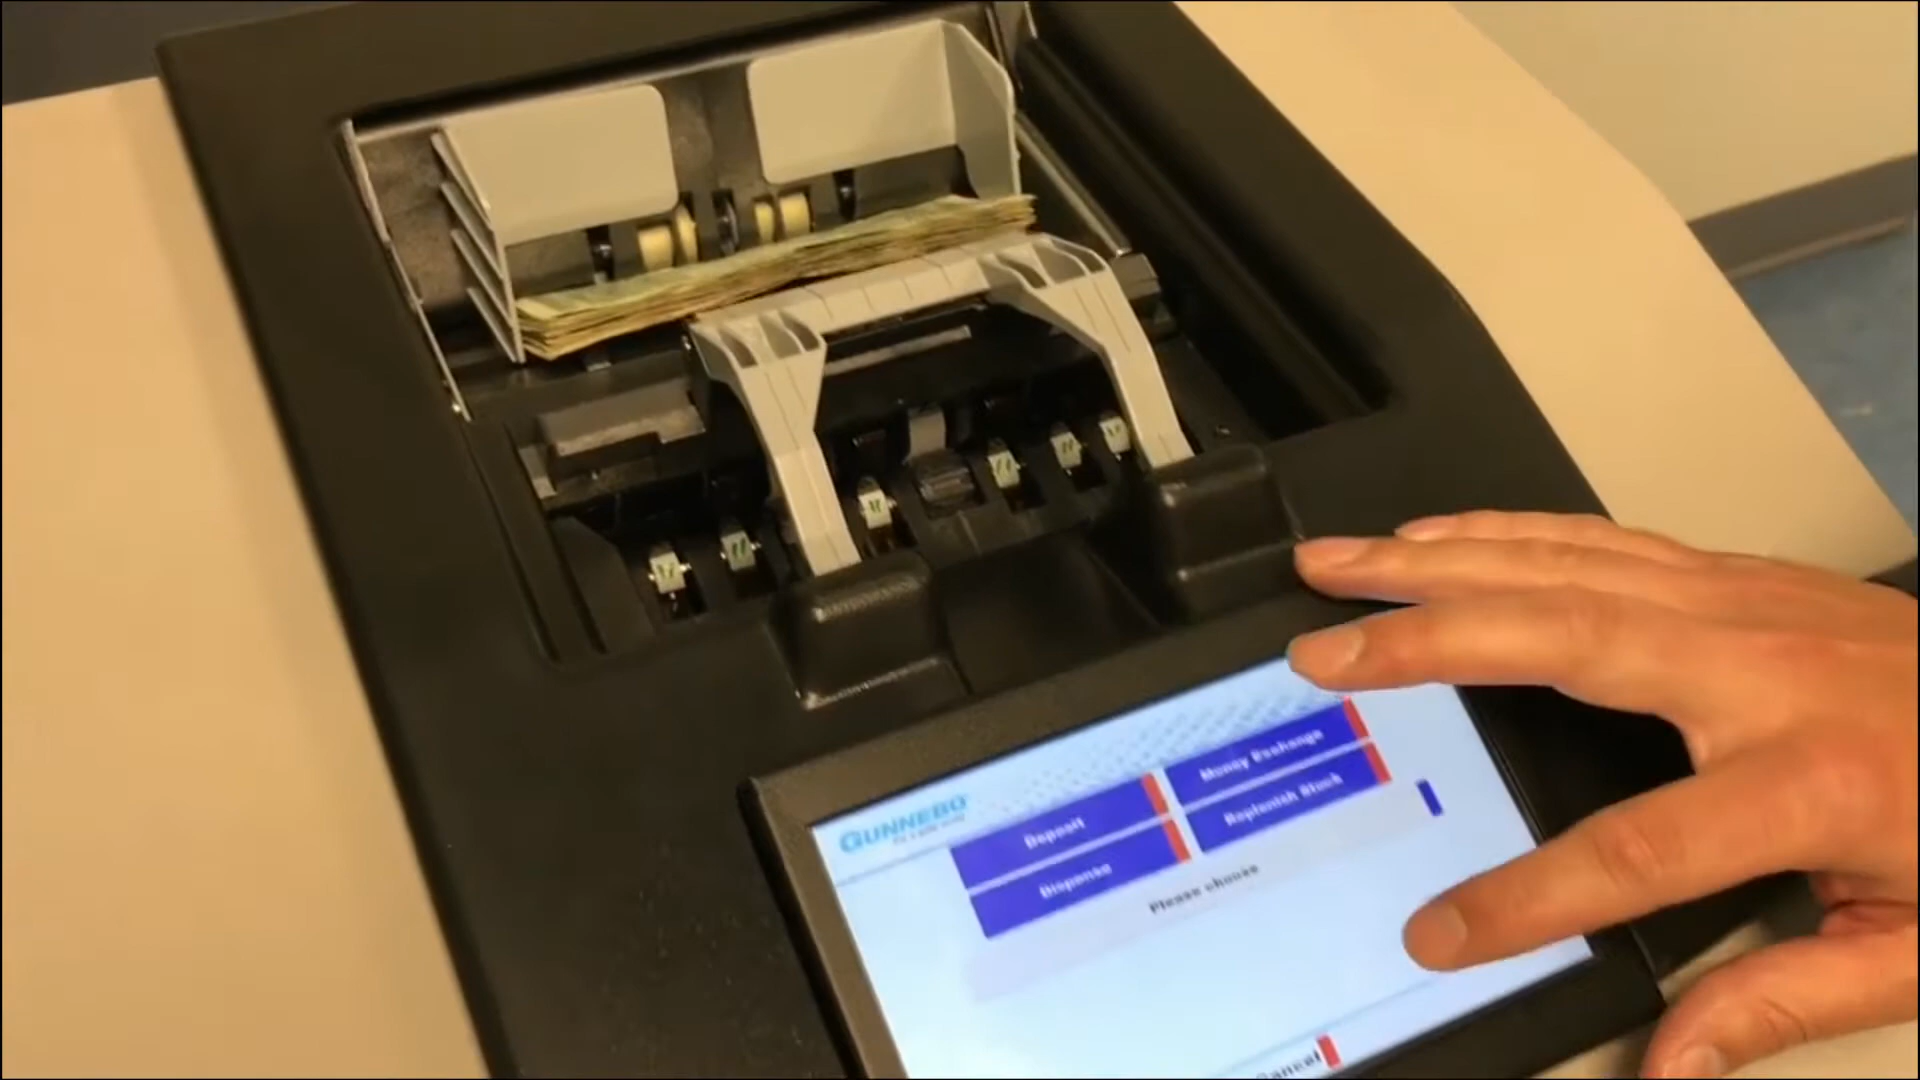 GUNNEBO
Deposit
Money Exchange
Dispense
Replenish Stock
Please choose
Cancel